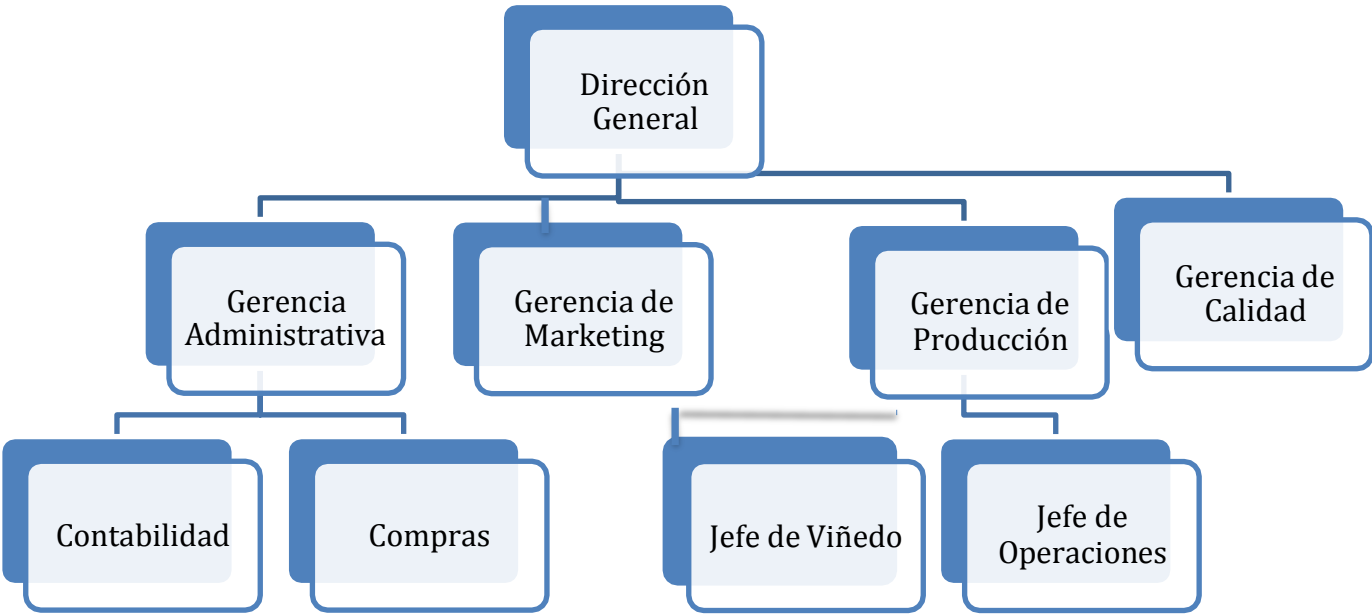 Dirección
General
Gerencia
Administrativa
Gerencia de
Marketing
Gerencia de
Producción
Gerencia de
Calidad
Contabilidad
Compras
Jefe de Viñedo
Jefe de
Operaciones